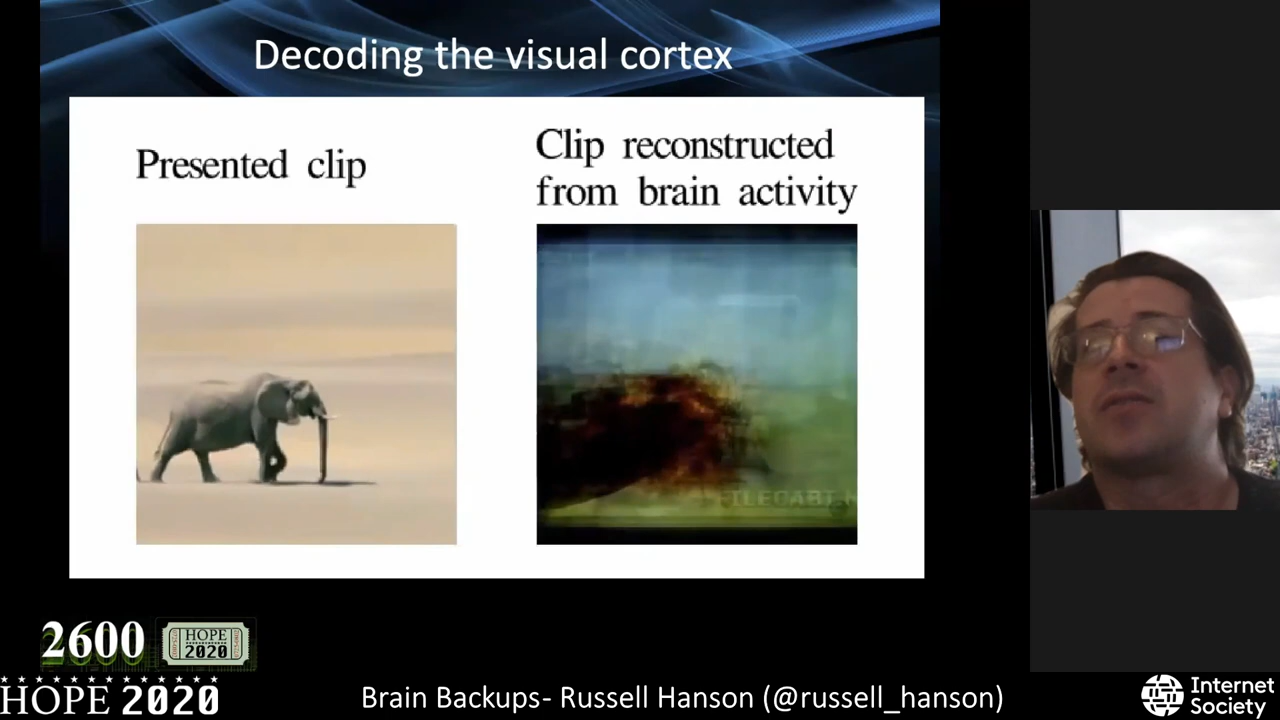 Decoding the visual cortex
Presented clip
Clip reconstructed
from brain activity
2600
HOPE
2020
HOPE 2020
Brain Backups- Russell Hanson (@russell_hanson)
Internet
Society